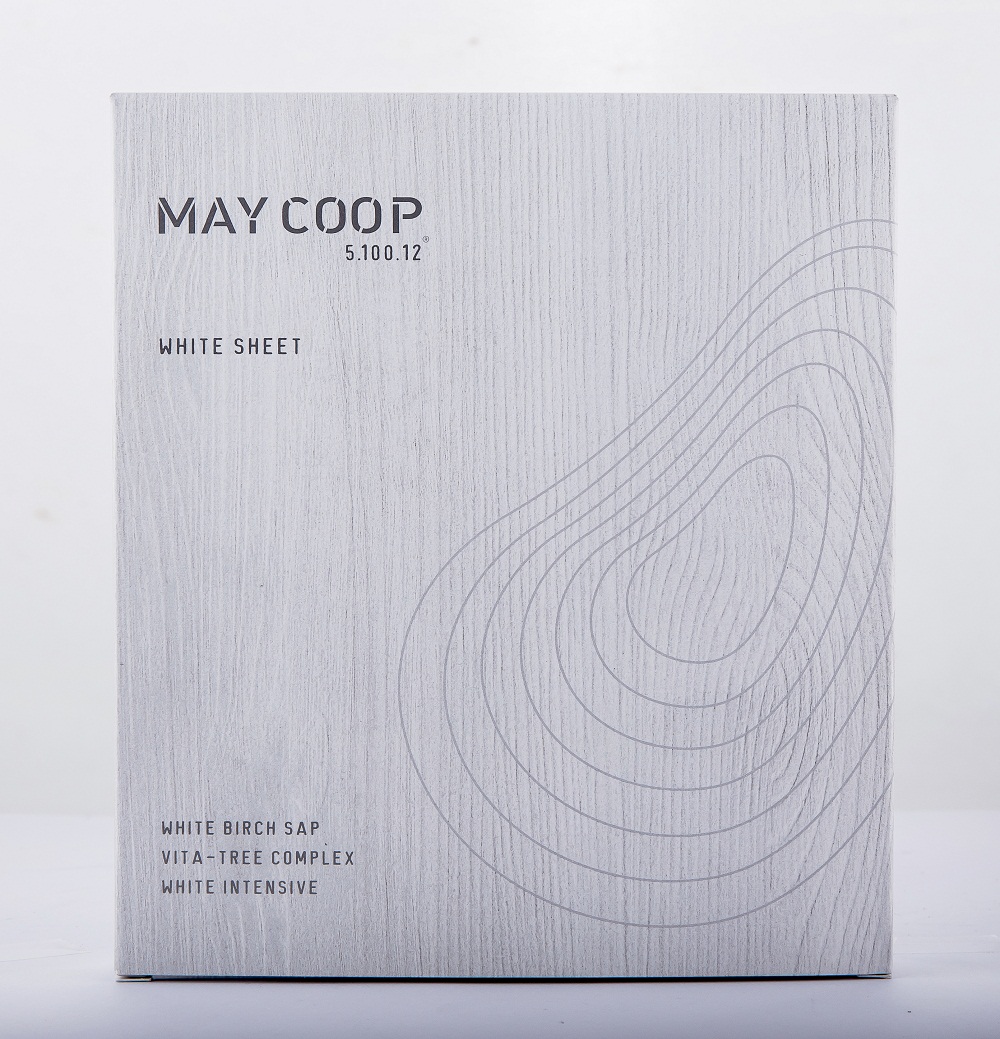 MAY COOP
5.100.12®
WHITE SHEET
WHITE BIRCH SAP
VITA-TREE COMPLEX
WHITE INTENSIVE